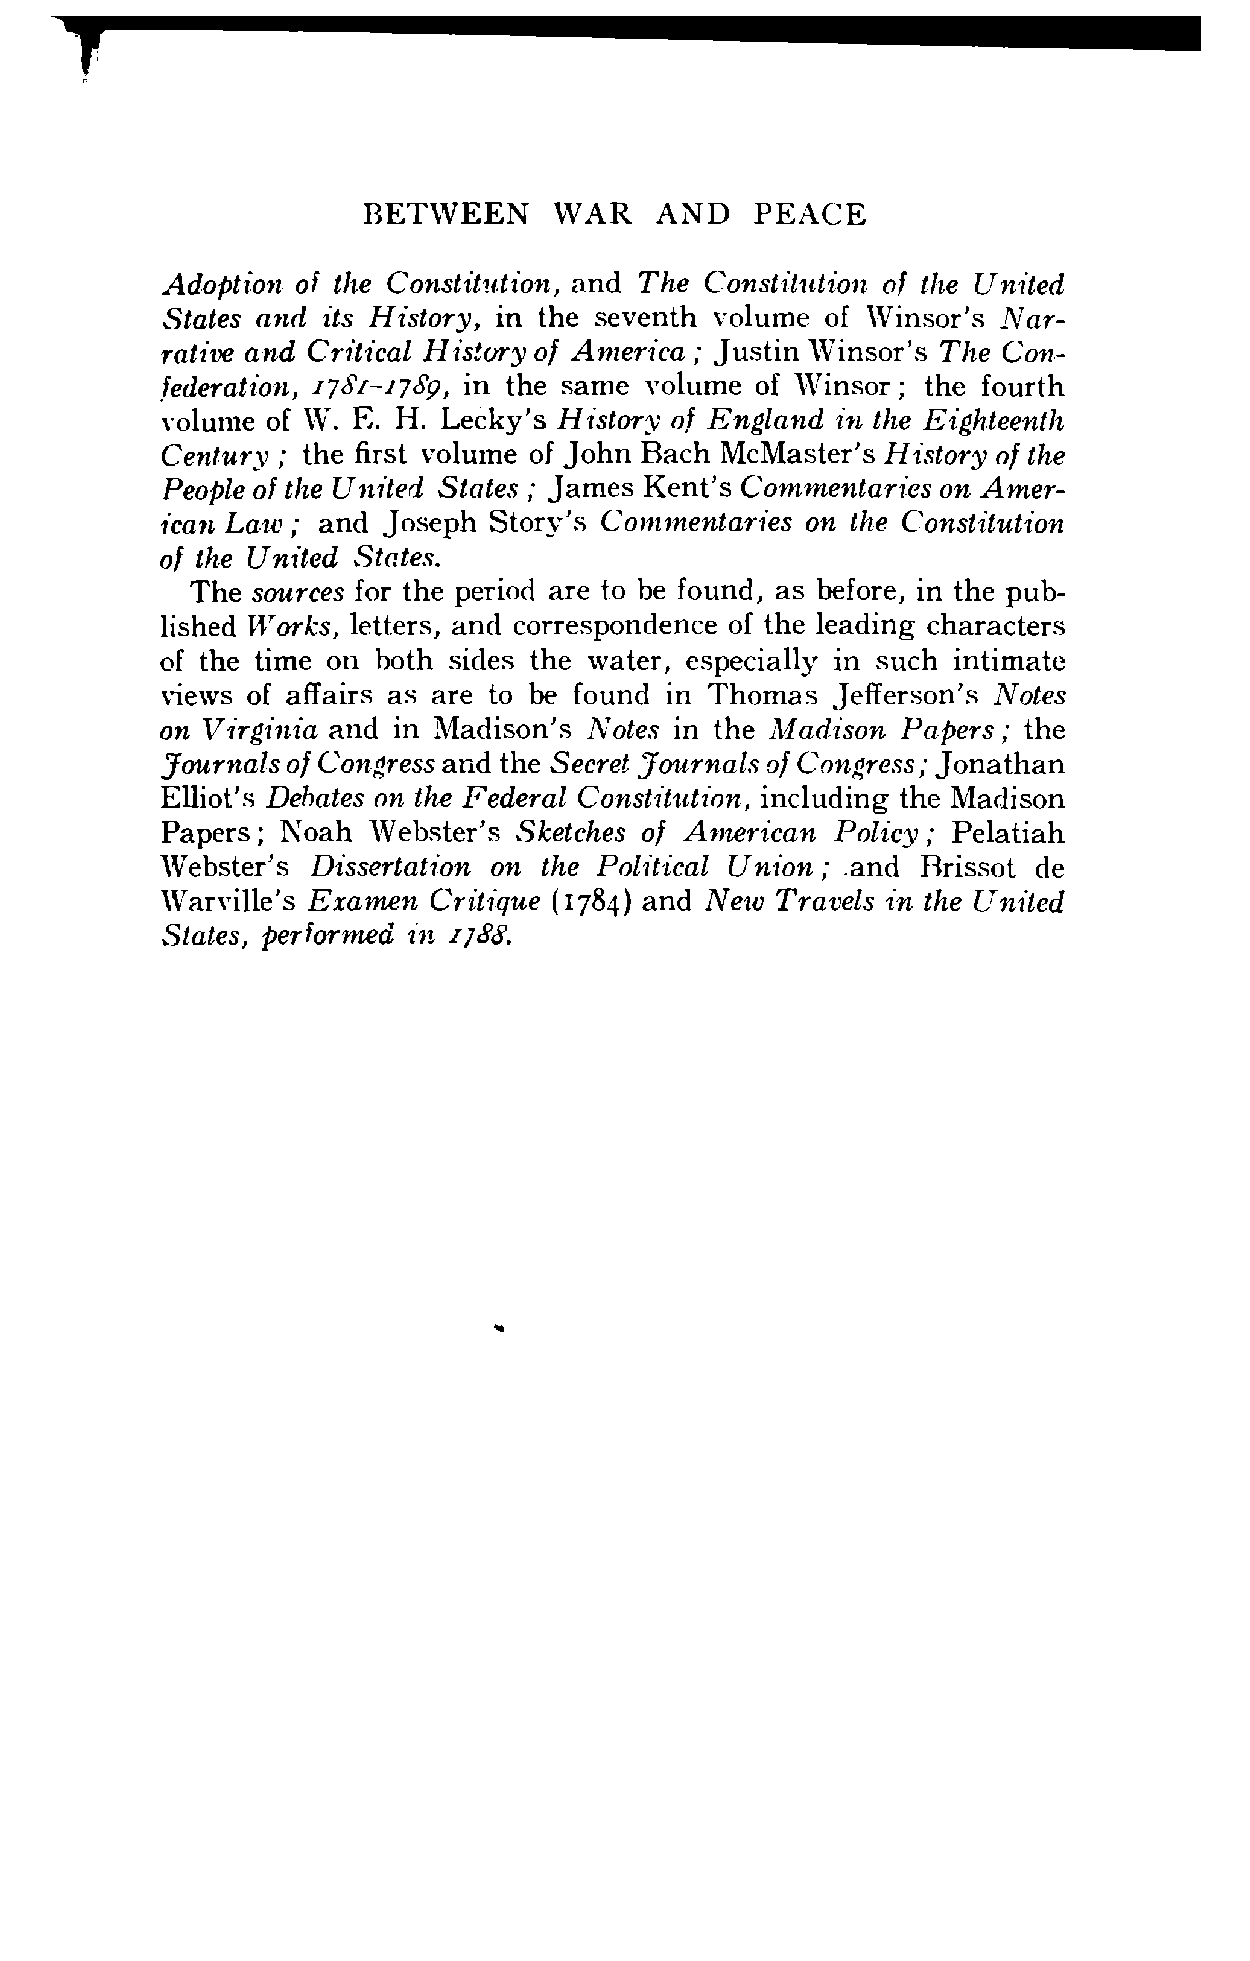 BETWEEN WAR AND PEACE
Adoption of the Constitution, and The Constitution of the United
States and its History, in the seventh volume of Winsor's Nar-
rative and Critical History of America; Justin Winsor's The Con-
federation, 1781-1789, in the same volume of Winsor; the fourth
volume of W. E. H. Lecky's History of England in the Eighteenth
Century; the first volume of John Bach McMaster's History of the
People of the United States; James Kent's Commentaries on Amer-
ican Law; and Joseph Story's Commentaries on the Constitution
of the United States.
The sources for the period are to be found, as before, in the pub-
lished Works, letters, and correspondence of the leading characters
of the time on both sides the water, especially in such intimate
views of affairs as are to be found in Thomas Jefferson's Notes
on Virginia and in Madison's Notes in the Madison Papers; the
Journals of Congress and the Secret Journals of Congress; Jonathan
Elliot's Debates on the Federal Constitution, including the Madison
Papers; Noah Webster's Sketches of American Policy; Pelatiah
Webster's Dissertation on the Political Union; and Brissot de
Warville's Examen Critique (1784) and New Travels in the United
States, performed in 1788.